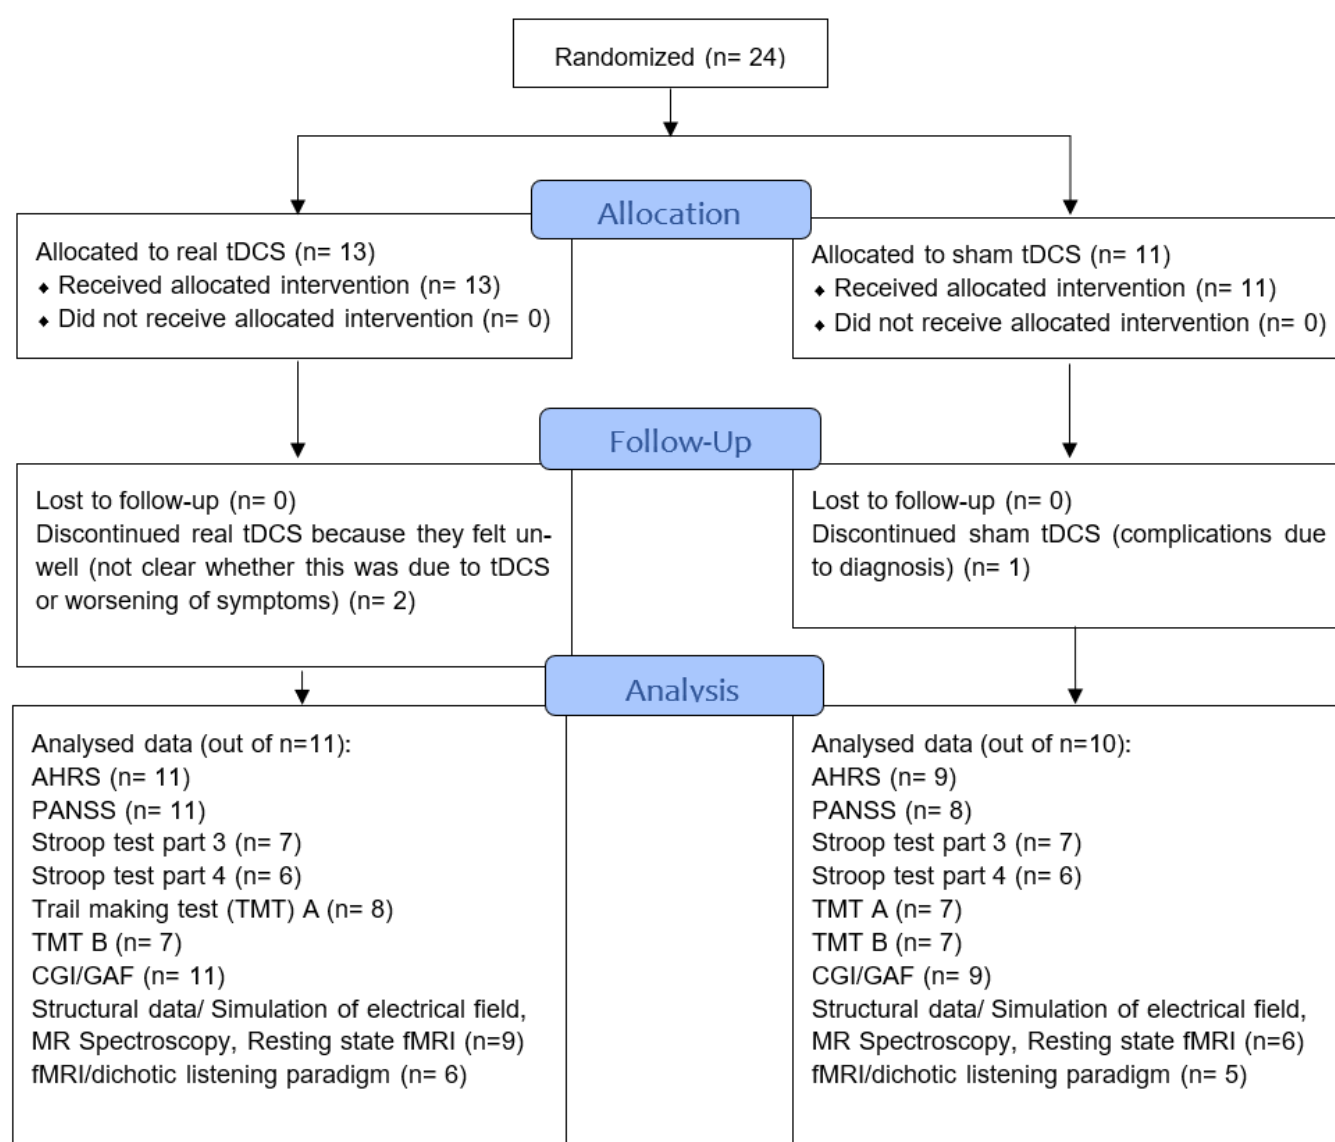 Randomized (n= 24)
Allocation
Allocated to real tDCS (n= 13)
⬥ Received allocated intervention (n= 13)
⬥ Did not receive allocated intervention (n= 0)
Allocated to sham tDCS (n= 11)
⬥ Received allocated intervention (n= 11)
⬥ Did not receive allocated intervention (n= 0)
Follow-Up
Lost to follow-up (n= 0)
Discontinued real tDCS because they felt un-
well (not clear whether this was due to tDCS
or worsening of symptoms) (n= 2)
Lost to follow-up (n= 0)
Discontinued sham tDCS (complications due
to diagnosis) (n= 1)
Analysis
Analysed data (out of n=11):
AHRS (n= 11)
PANSS (n= 11)
Stroop test part 3 (n= 7)
Stroop test part 4 (n= 6)
Trail making test (TMT) A (n= 8)
TMT B (n= 7)
CGI/GAF (n= 11)
Structural data/ Simulation of electrical field,
MR Spectroscopy, Resting state fMRI (n=9)
fMRI/dichotic listening paradigm (n= 6)
Analysed data (out of n=10):
AHRS (n= 9)
PANSS (n= 8)
Stroop test part 3 (n= 7)
Stroop test part 4 (n= 6)
TMT A (n= 7)
TMT B (n= 7)
CGI/GAF (n= 9)
Structural data/ Simulation of electrical field,
MR Spectroscopy, Resting state fMRI (n=6)
fMRI/dichotic listening paradigm (n= 5)